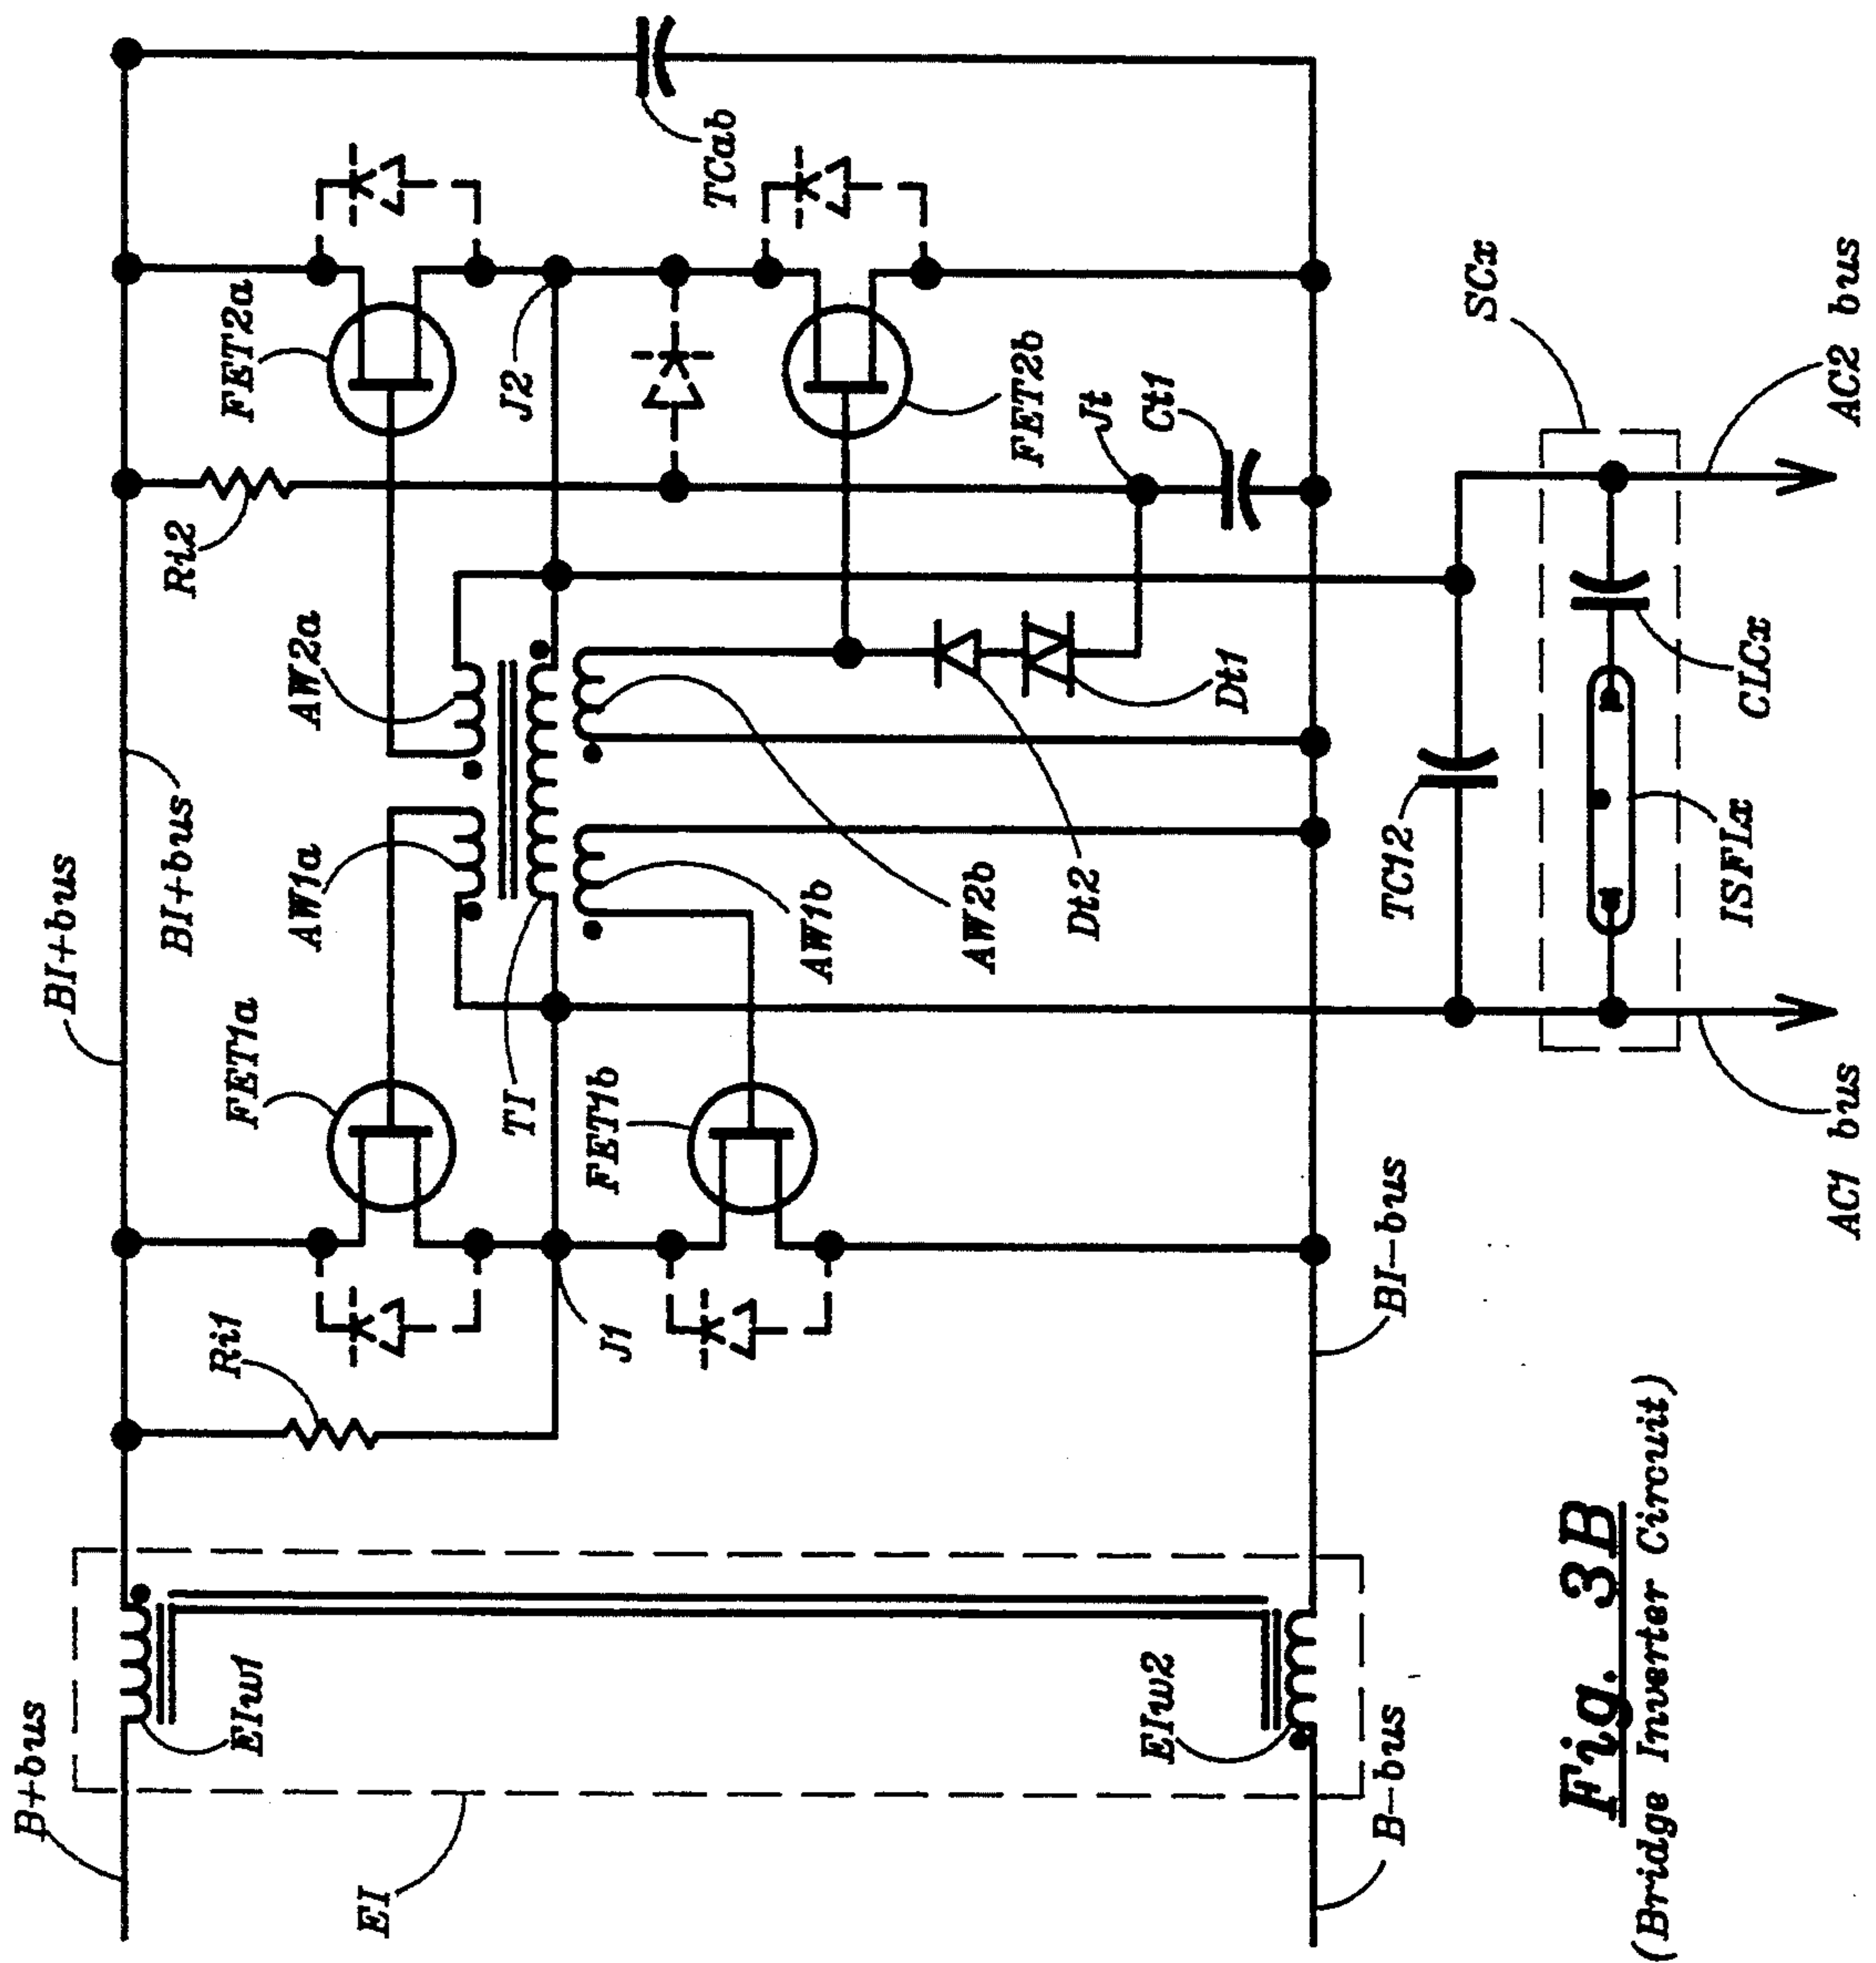 B+bus
BI+bus
BI+bus
EI
EIw1
EIw2
B-bus
Ri1
FET1a
AW1a
AW2a
Ri2
FET2a
J1
FET1b
TI
AW1b
AW2b
Dt2
Dt1
J2
FET2b
Jt
Ct1
TCab
BI-bus
TC12
SCx
ISFLx
CLCx
AC1 bus
AC2 bus
Fig. 3B
(Bridge Inverter Circuit)